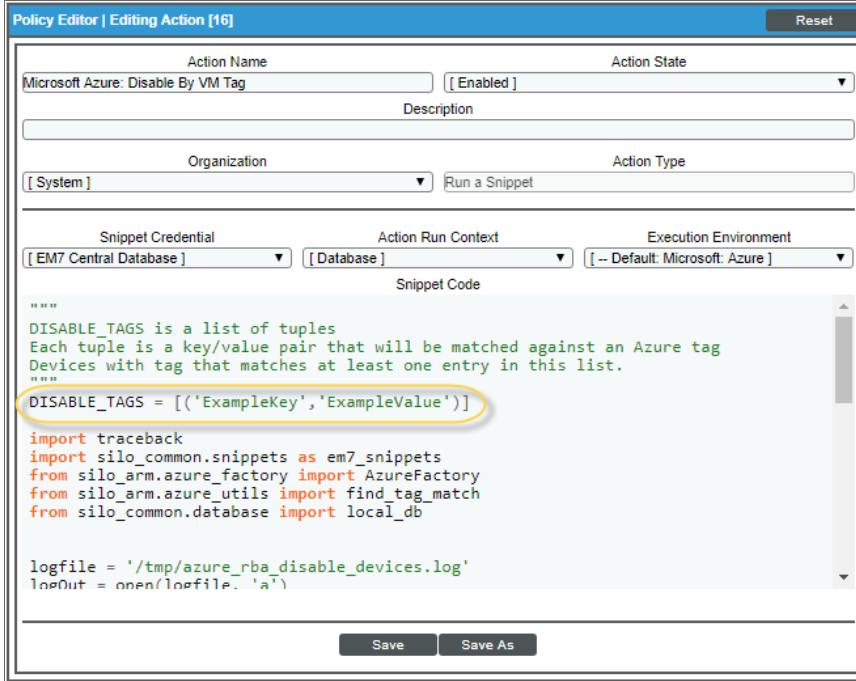 Policy Editor | Editing Action [16] Reset
Action Name Action State
Microsoft Azure: Disable By VM Tag [ Enabled ]
Description
Organization Action Type
[ System ] Run a Snippet
Snippet Credential Action Run Context Execution Environment
[ EM7 Central Database ] [ Database ] [ -- Default: Microsoft: Azure ]
Snippet Code
"""
DISABLE_TAGS is a list of tuples
Each tuple is a key/value pair that will be matched against an Azure tag
Devices with tag that matches at least one entry in this list.
"""
DISABLE_TAGS = [('ExampleKey','ExampleValue')]
import traceback
import silo_common.snippets as em7_snippets
from silo_arm.azure_factory import AzureFactory
from silo_arm.azure_utils import find_tag_match
from silo_common.database import local_db
logfile = '/tmp/azure_rba_disable_devices.log'
logOut = open(logfile, 'a')
Save Save As